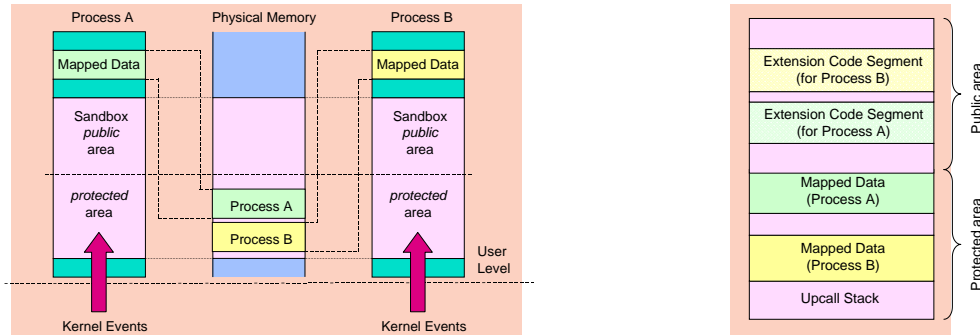 Process A
Physical Memory
Process B
Mapped Data
Mapped Data
Sandbox
public
area
Sandbox
public
area
protected
area
protected
area
Process A
Process B
User
Level
Kernel Events
Kernel Events
Extension Code Segment
(for Process B)
Extension Code Segment
(for Process A)
Mapped Data
(Process A)
Mapped Data
(Process B)
Upcall Stack
Public area
Protected area